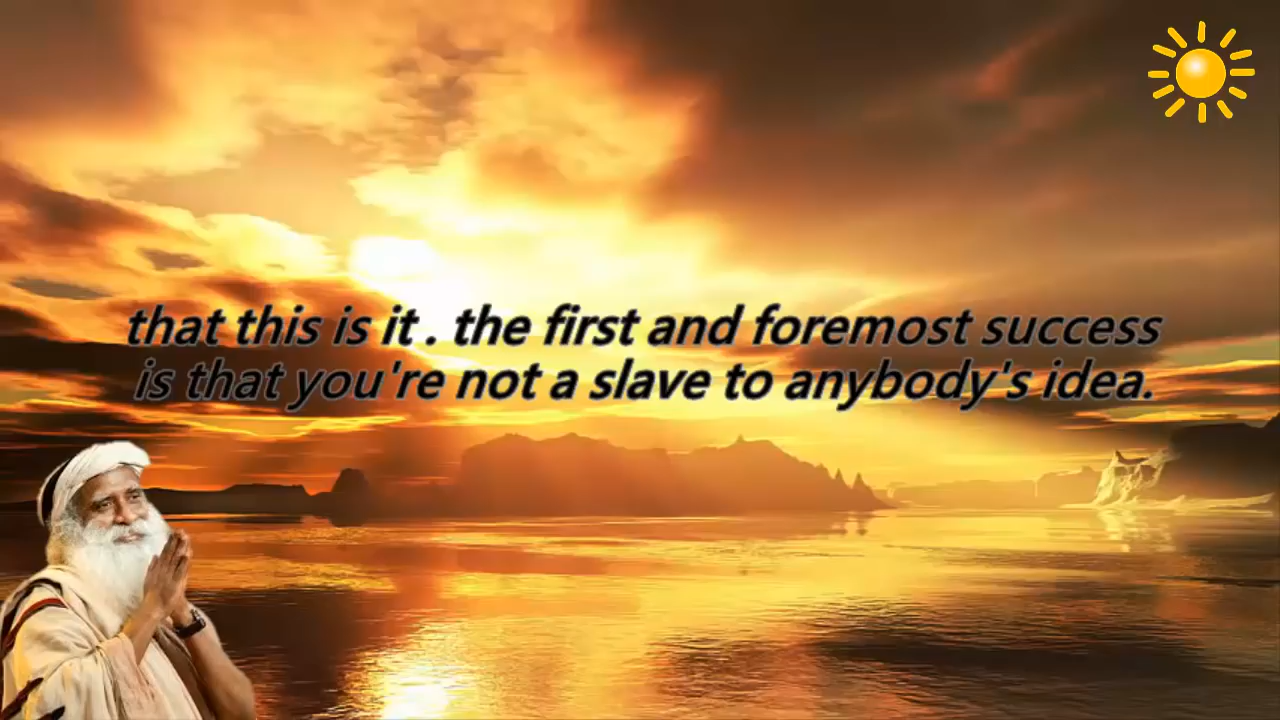 that this is it . the first and foremost success
is that you're not a slave to anybody's idea.